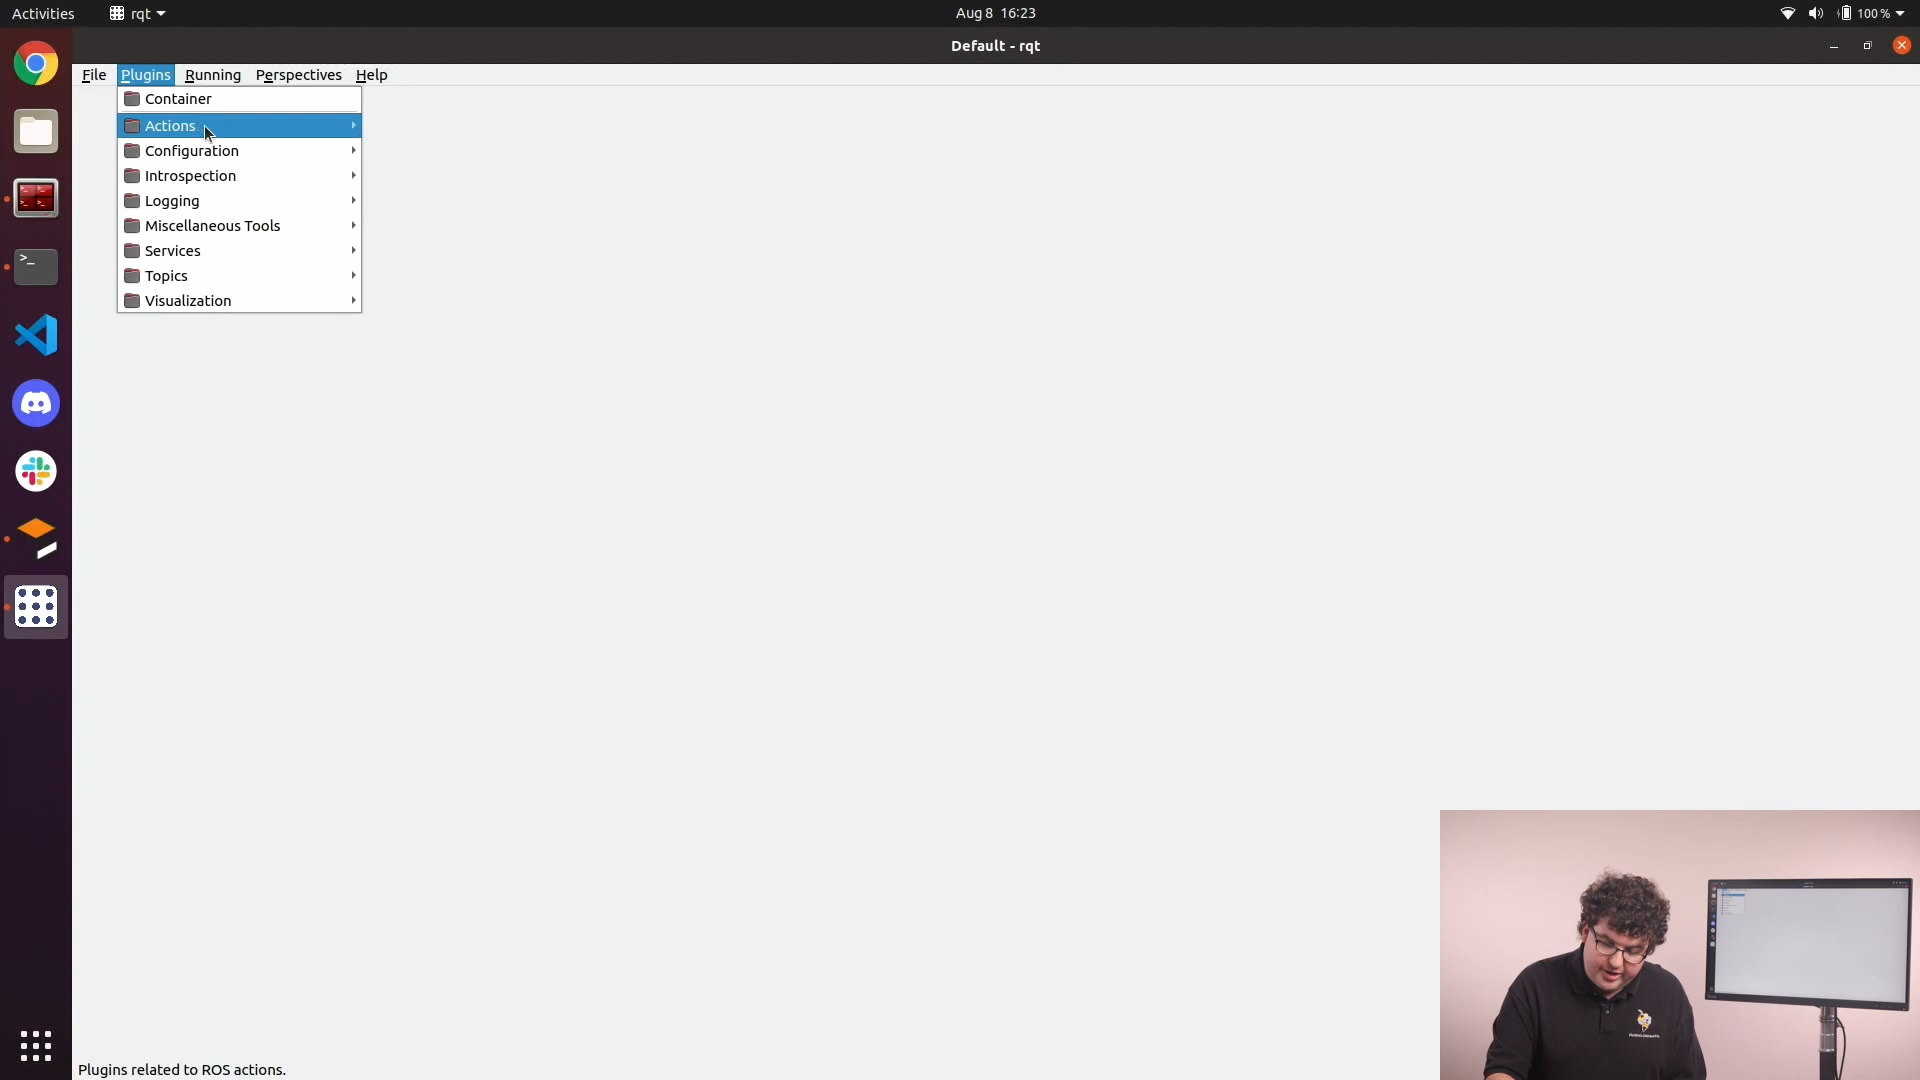 Activities rqt Aug 8 16:23 100 %
Default - rqt
File Plugins Running Perspectives Help
Container
Actions
Configuration
Introspection
Logging
Miscellaneous Tools
Services
Topics
Visualization
Plugins related to ROS actions.